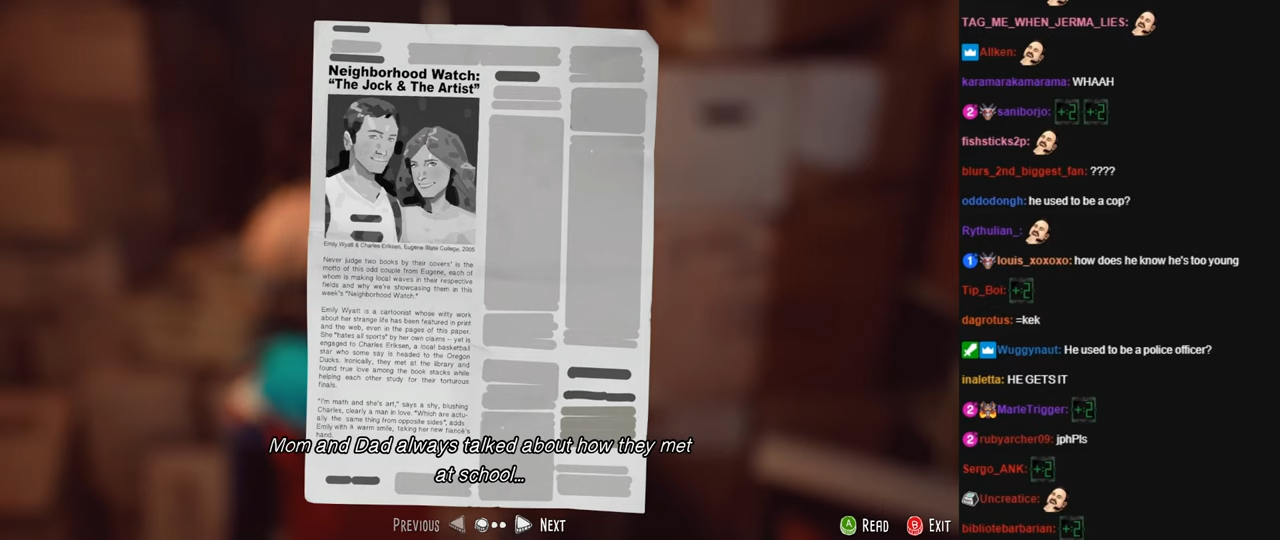 Neighborhood Watch:
"The Jock & The Artist"
Emily Wyatt & Charles Eriksen, Eugene State College, 2005
Never judge two books by their covers' is the
motto of this odd couple from Eugene, each of
whom is making local waves in their respective
fields and why we're showcasing them in this
week's "Neighborhood Watch."
Emily Wyatt is a cartoonist whose witty work
about her strange life has been featured in print
and the web, even in the pages of this paper.
She "hates all sports" by her own claims – yet is
engaged to Charles Eriksen, a local basketball
star who some say is headed to the Oregon
Ducks. Ironically, they met at the library and
found true love among the book stacks while
helping each other study for their torturous
finals.
"I'm math and she's art," says a shy, blushing
Charles, clearly a man in love. "Which are actu-
ally the same thing from opposite sides", adds
Emily with a warm smile, taking her new fiancé's
hand.
Mom and Dad always talked about how they met
at school...
PREVIOUS
NEXT
A READ
B EXIT
TAG_ME_WHEN_JERMA_LIES:
Allken:
karamarakamarama: WHAAH
2 saniborjo: +2 +2
fishsticks2p:
blurs_2nd_biggest_fan: ????
oddodongh: he used to be a cop?
Rythulian_:
1 louis_xoxoxo: how does he know he's too young
Tip_Boi: +2
dagrotus: =kek
Wuggynaut: He used to be a police officer?
inaletta: HE GETS IT
2 MarleTrigger: +2
2 rubyarcher09: jphPls
Sergo_ANK: +2
Uncreatice:
bibliotebarbarian: +2